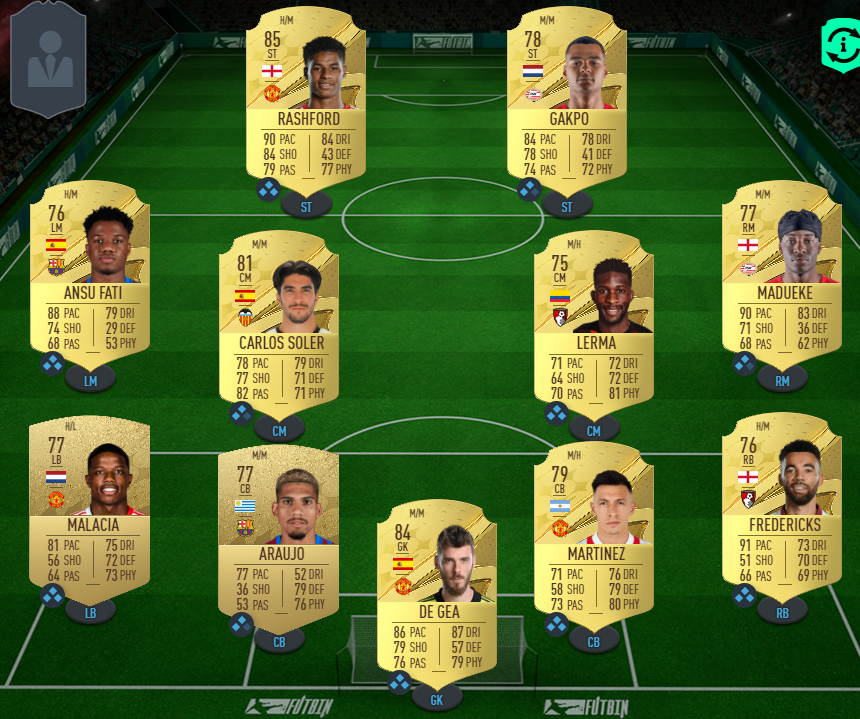 H/M
85
ST
RASHFORD
90 PAC 84 DRI
84 SHO 43 DEF
79 PAS 77 PHY
ST
M/M
78
ST
GAKPO
84 PAC 78 DRI
78 SHO 41 DEF
74 PAS 72 PHY
ST
H/M
76
LM
ANSU FATI
88 PAC 79 DRI
74 SHO 29 DEF
68 PAS 53 PHY
LM
M/M
81
CM
CARLOS SOLER
78 PAC 79 DRI
77 SHO 71 DEF
82 PAS 71 PHY
CM
M/H
75
CM
LERMA
71 PAC 72 DRI
64 SHO 72 DEF
70 PAS 81 PHY
CM
M/M
77
RM
MADUEKE
90 PAC 83 DRI
71 SHO 36 DEF
68 PAS 62 PHY
RM
H/L
77
LB
MALACIA
81 PAC 75 DRI
56 SHO 72 DEF
64 PAS 73 PHY
LB
M/M
77
CB
ARAUJO
77 PAC 52 DRI
36 SHO 79 DEF
53 PAS 76 PHY
CB
M/M
84
GK
DE GEA
86 PAC 87 DRI
79 SHO 57 DEF
76 PAS 79 PHY
GK
M/H
79
CB
MARTINEZ
71 PAC 76 DRI
58 SHO 79 DEF
73 PAS 80 PHY
CB
H/M
76
RB
FREDERICKS
91 PAC 73 DRI
51 SHO 70 DEF
66 PAS 69 PHY
RB
FUTBIN
FUTBIN